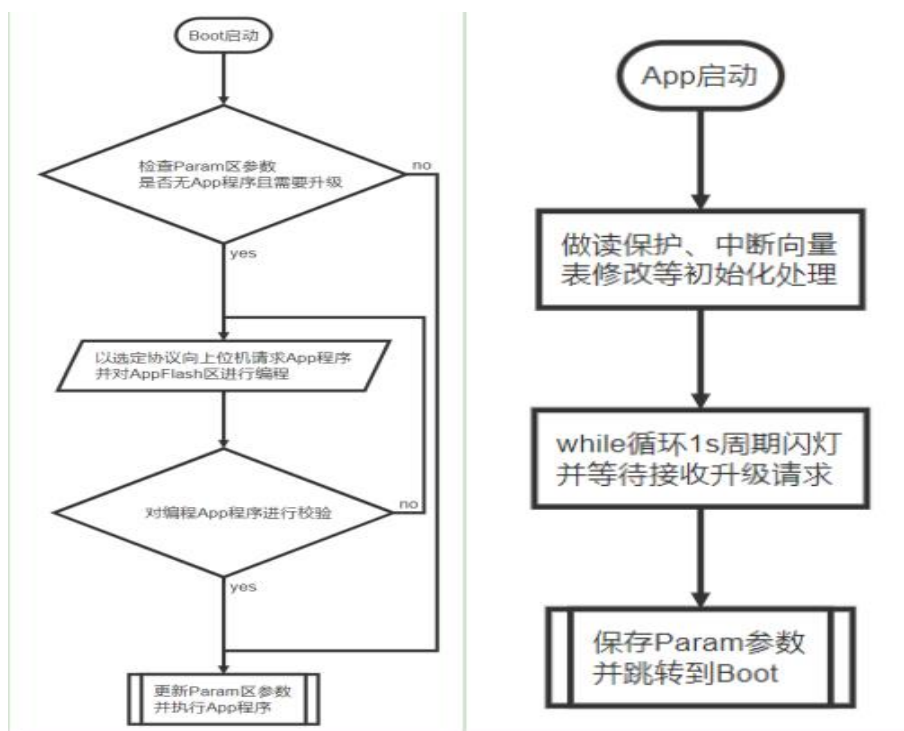 Boot启动
检查Param区参数
是否无App程序且需要升级
no
yes
以选定协议向上位机请求App程序
并对AppFlash区进行编程
对编程App程序进行校验
no
yes
更新Param区参数
并执行App程序
App启动
做读保护、中断向量
表修改等初始化处理
while循环1s周期闪灯
并等待接收升级请求
保存Param参数
并跳转到Boot